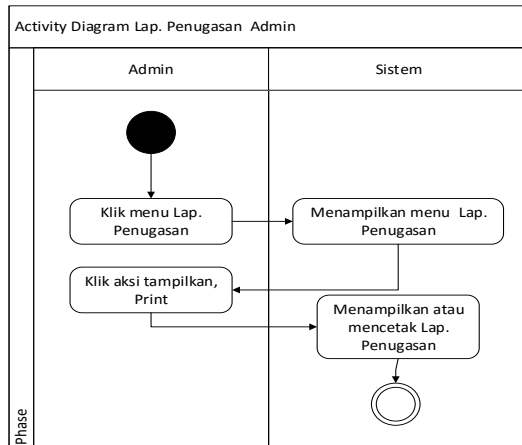 Activity Diagram Lap. Penugasan Admin
Admin
Sistem
Klik menu Lap.
Penugasan
Menampilkan menu Lap.
Penugasan
Klik aksi tampilkan,
Print
Menampilkan atau
mencetak Lap.
Penugasan
Phase